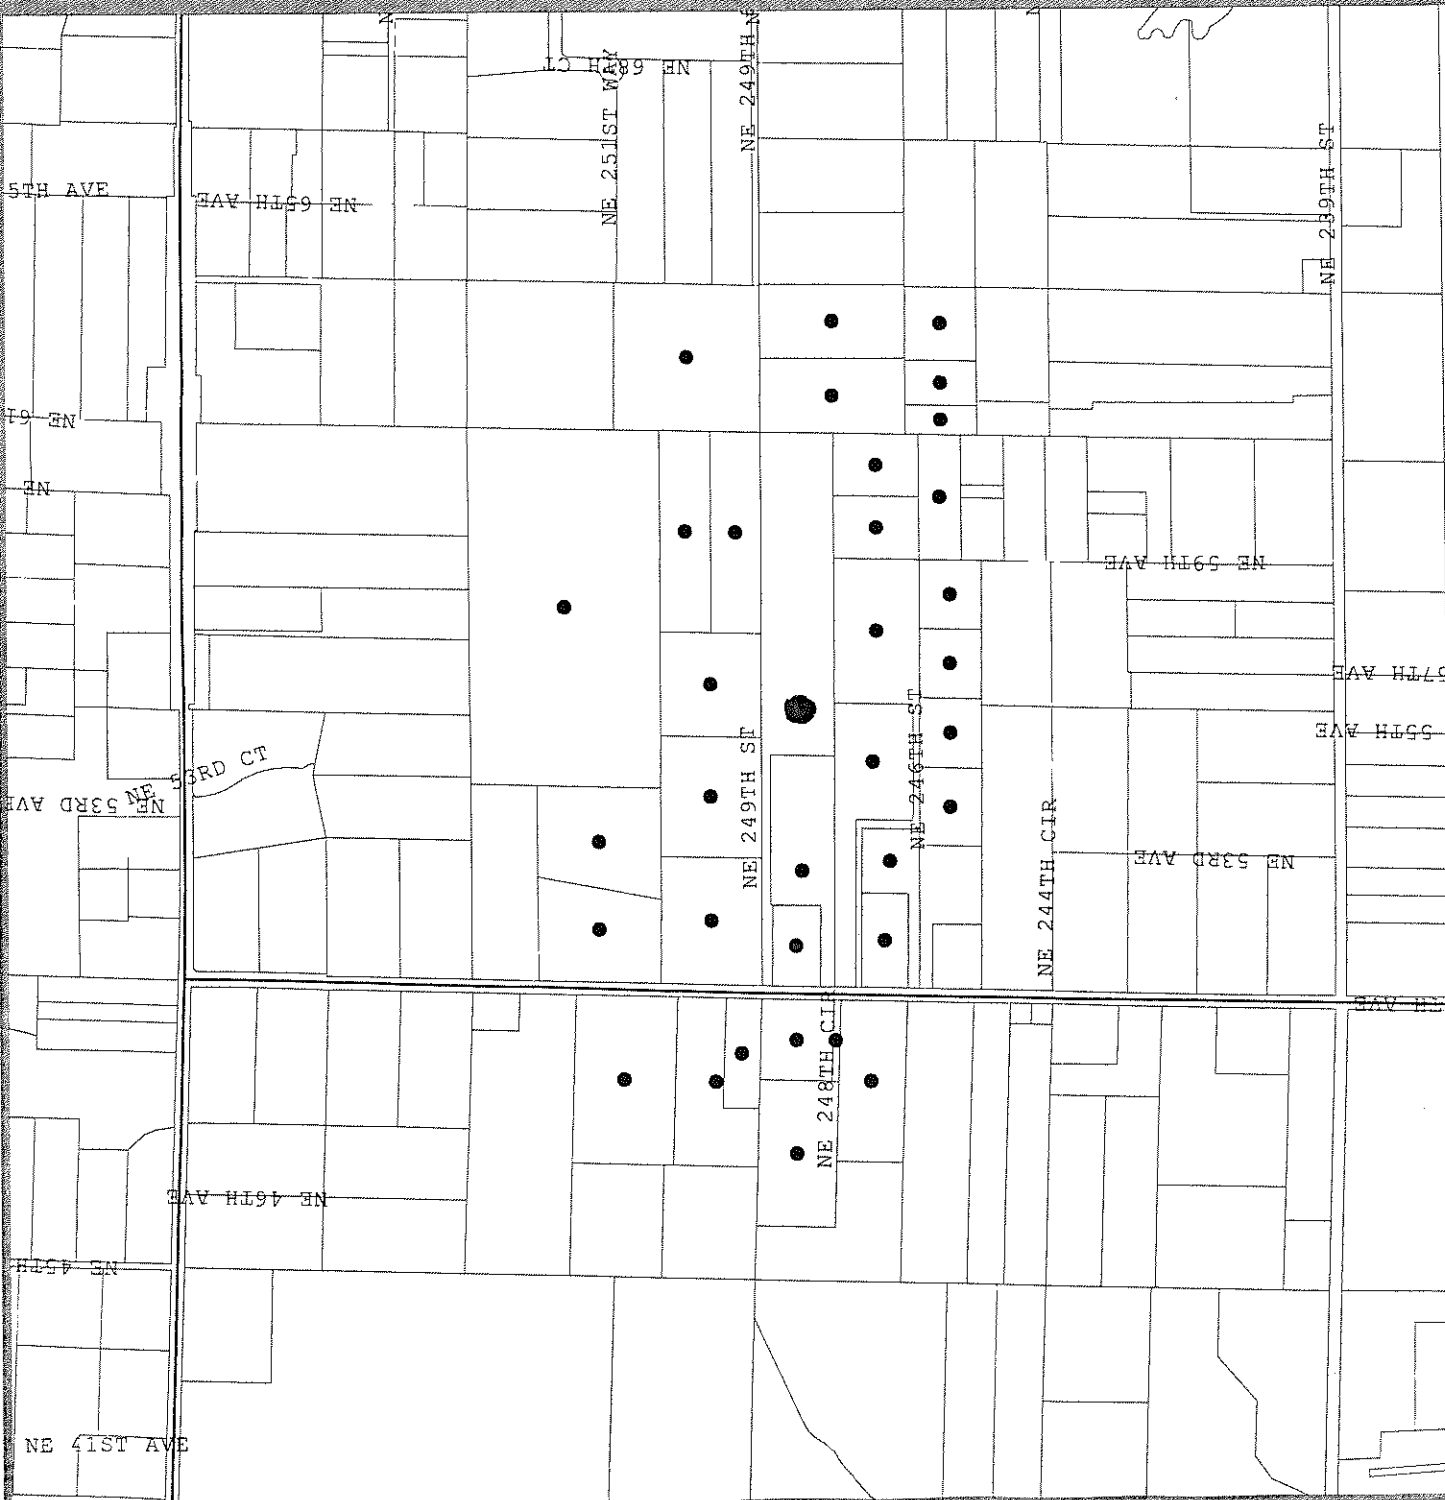 NE 68TH CT
NE 251ST WAY
NE 249TH
NE 239TH ST
5TH AVE
NE 65TH AVE
NE 61
NE
NE 59TH AVE
57TH AVE
55TH AVE
NE 53RD CT
NE 53RD AVE
NE 249TH ST
NE 246TH ST
NE 244TH CIR
NE 53RD AVE
TH AVE
NE 248TH CIR
NE 46TH AVE
NE 45TH
NE 41ST AVE